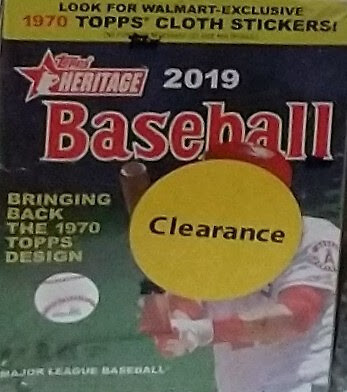 LOOK FOR WALMART-EXCLUSIVE
1970 TOPPS® CLOTH STICKERS!
Topps
HERITAGE 2019
Baseball
BRINGING
BACK
THE 1970
TOPPS
DESIGN
Clearance
A
MAJOR LEAGUE BASEBALL